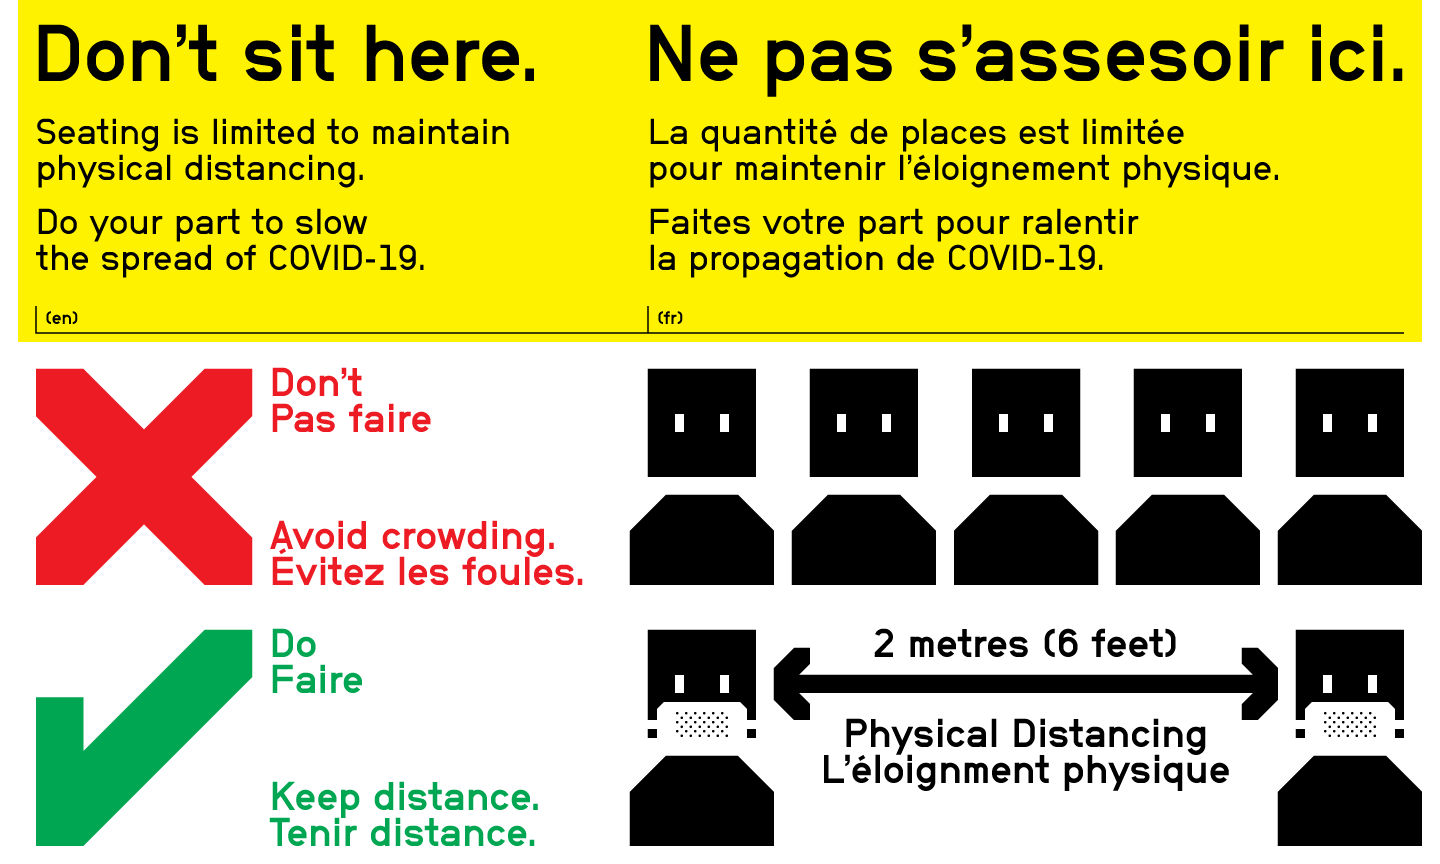 Don't sit here.
Seating is limited to maintain
physical distancing.
Do your part to slow
the spread of COVID-19.
(en)
Ne pas s'assesoir ici.
La quantité de places est limitée
pour maintenir l'éloignement physique.
Faites votre part pour ralentir
la propagation de COVID-19.
(fr)
Don't
Pas faire
Avoid crowding.
Évitez les foules.
Do
Faire
Keep distance.
Tenir distance.
2 metres (6 feet)
Physical Distancing
L'éloignment physique